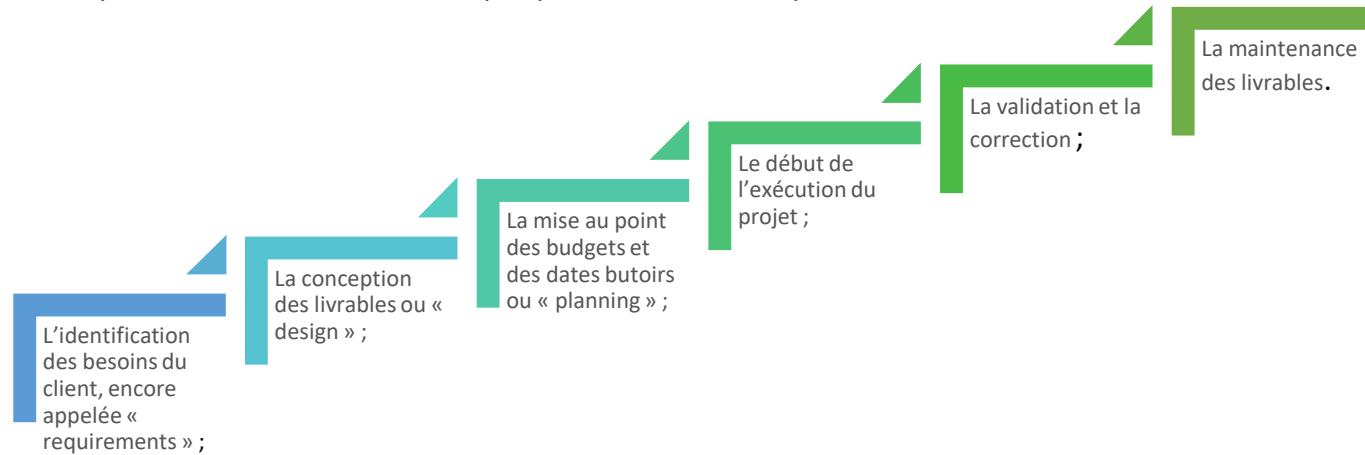 L'identification
des besoins du
client, encore
appelée «
requirements » ;
La conception
des livrables ou «
design » ;
La mise au point
des budgets et
des dates butoirs
ou « planning » ;
Le début de
l'exécution du
projet ;
La validation et la
correction ;
La maintenance
des livrables.